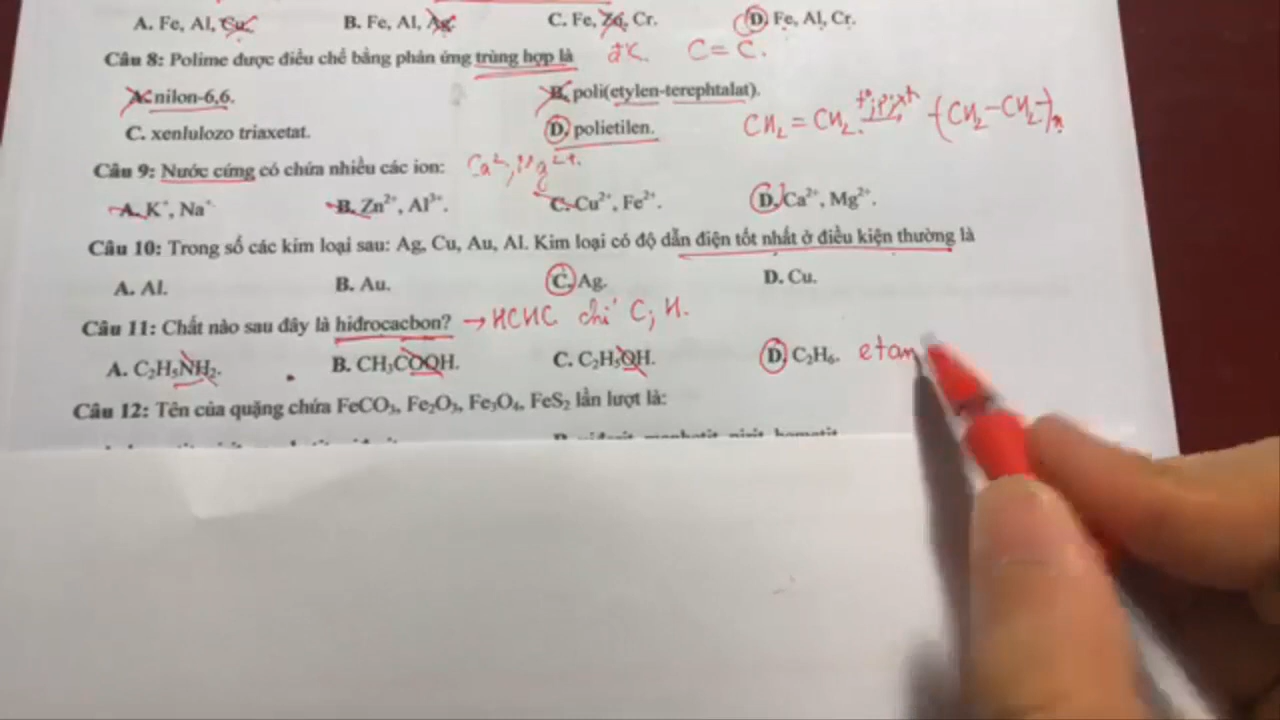 A. Fe, Al, Cu. B. Fe, Al, Ag. C. Fe, Zn, Cr. D. Fe, Al, Cr.
Câu 8: Polime được điều chế bằng phản ứng trùng hợp là C = C.
A. nilon-6,6. B. poli(etylen-terephtalat).
C. xenlulozo triaxetat. D. polietilen. CH2 = CH2 (CH2 - CH2)n
Câu 9: Nước cứng có chứa nhiều các ion: Ca2+, Mg2+.
A. K⁺, Na⁺ B. Zn²⁺, Al³⁺. C. Cu²⁺, Fe²⁺. D. Ca²⁺, Mg²⁺.
Câu 10: Trong số các kim loại sau: Ag, Cu, Au, Al. Kim loại có độ dẫn điện tốt nhất ở điều kiện thường là
A. Al. B. Au. C. Ag. D. Cu.
Câu 11: Chất nào sau đây là hiđrocacbon? → HCHC chỉ C, H.
A. C₂H₅NH₂. B. CH₃COOH. C. C₂H₅OH. D. C₂H₆. etan
Câu 12: Tên của quặng chứa FeCO₃, Fe₂O₃, Fe₃O₄, FeS₂ lần lượt là: